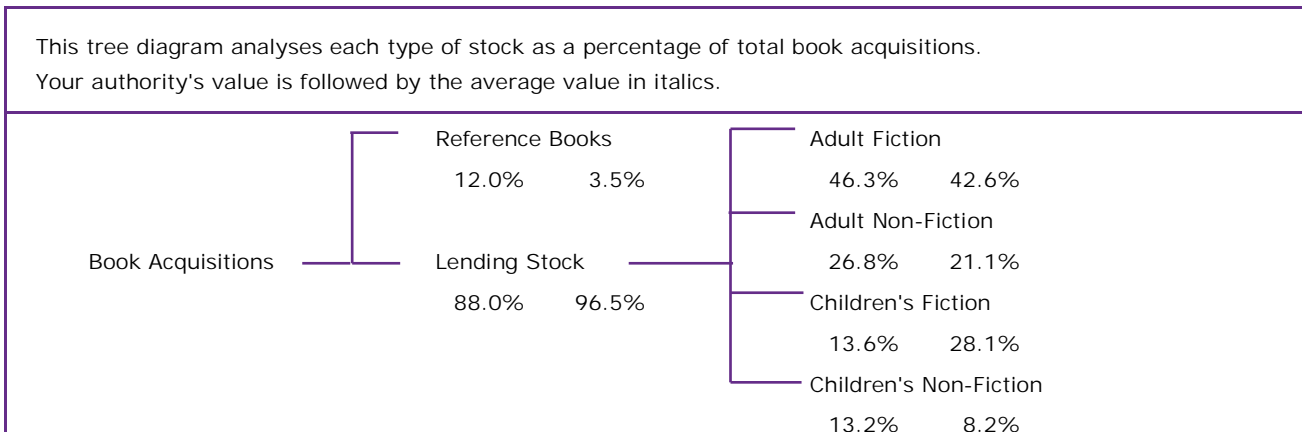 This tree diagram analyses each type of stock as a percentage of total book acquisitions.
Your authority's value is followed by the average value in italics.
Reference Books
12.0% 3.5%
Book Acquisitions
Lending Stock
88.0% 96.5%
Adult Fiction
46.3% 42.6%
Adult Non-Fiction
26.8% 21.1%
Children's Fiction
13.6% 28.1%
Children's Non-Fiction
13.2% 8.2%